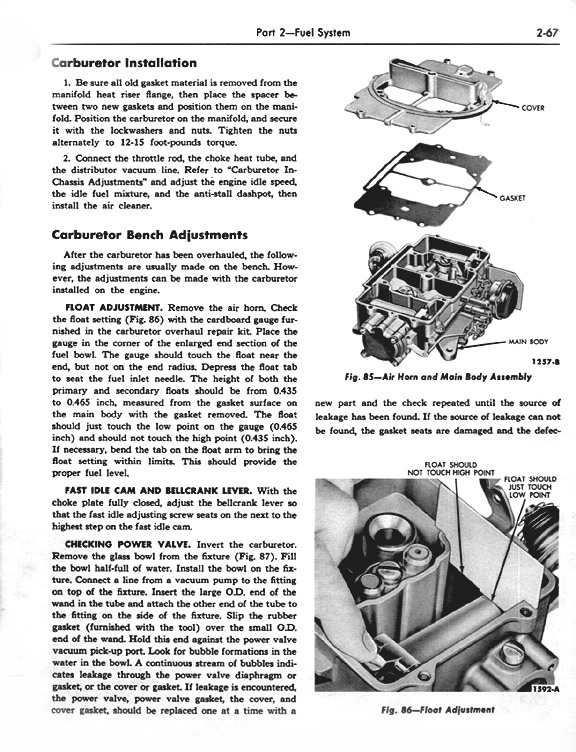 Part 2—Fuel System
2-67
Carburetor Installation
1. Be sure all old gasket material is removed from the
manifold heat riser flange, then place the spacer be-
tween two new gaskets and position them on the mani-
fold. Position the carburetor on the manifold, and secure
it with the lockwashers and nuts. Tighten the nuts
alternately to 12-15 foot-pounds torque.
2. Connect the throttle rod, the choke heat tube, and
the distributor vacuum line. Refer to "Carburetor In-
Chassis Adjustments" and adjust the engine idle speed,
the idle fuel mixture, and the anti-stall dashpot, then
install the air cleaner.
Carburetor Bench Adjustments
After the carburetor has been overhauled, the follow-
ing adjustments are usually made on the bench. How-
ever, the adjustments can be made with the carburetor
installed on the engine.
FLOAT ADJUSTMENT. Remove the air horn. Check
the float setting (Fig. 86) with the cardboard gauge fur-
nished in the carburetor overhaul repair kit. Place the
gauge in the corner of the enlarged end section of the
fuel bowl. The gauge should touch the float near the
end, but not on the end radius. Depress the float tab
to seat the fuel inlet needle. The height of both the
primary and secondary floats should be from 0.435
to 0.465 inch, measured from the gasket surface on
the main body with the gasket removed. The float
should just touch the low point on the gauge (0.465
inch) and should not touch the high point (0.435 inch).
If necessary, bend the tab on the float arm to bring the
float setting within limits. This should provide the
proper fuel level.
FAST IDLE CAM AND BELLCRANK LEVER. With the
choke plate fully closed, adjust the bellcrank lever so
that the fast idle adjusting screw seats on the next to the
highest step on the fast idle cam.
CHECKING POWER VALVE. Invert the carburetor.
Remove the glass bowl from the fixture (Fig. 87). Fill
the bowl half-full of water. Install the bowl on the fix-
ture. Connect a line from a vacuum pump to the fitting
on top of the fixture. Insert the large O.D. end of the
wand in the tube and attach the other end of the tube to
the fitting on the side of the fixture. Slip the rubber
gasket (furnished with the tool) over the small O.D.
end of the wand. Hold this end against the power valve
vacuum pick-up port. Look for bubble formations in the
water in the bowl. A continuous stream of bubbles indi-
cates leakage through the power valve diaphragm or
gasket, or the cover or gasket. If leakage is encountered,
the power valve, power valve gasket, the cover, and
cover gasket, should be replaced one at a time with a
COVER
GASKET
MAIN BODY
1257-B
Fig. 85—Air Horn and Main Body Assembly
new part and the check repeated until the source of
leakage has been found. If the source of leakage can not
be found, the gasket seats are damaged and the defec-
FLOAT SHOULD
NOT TOUCH HIGH POINT
FLOAT SHOULD
JUST TOUCH
LOW POINT
1592-A
Fig. 86—Float Adjustment